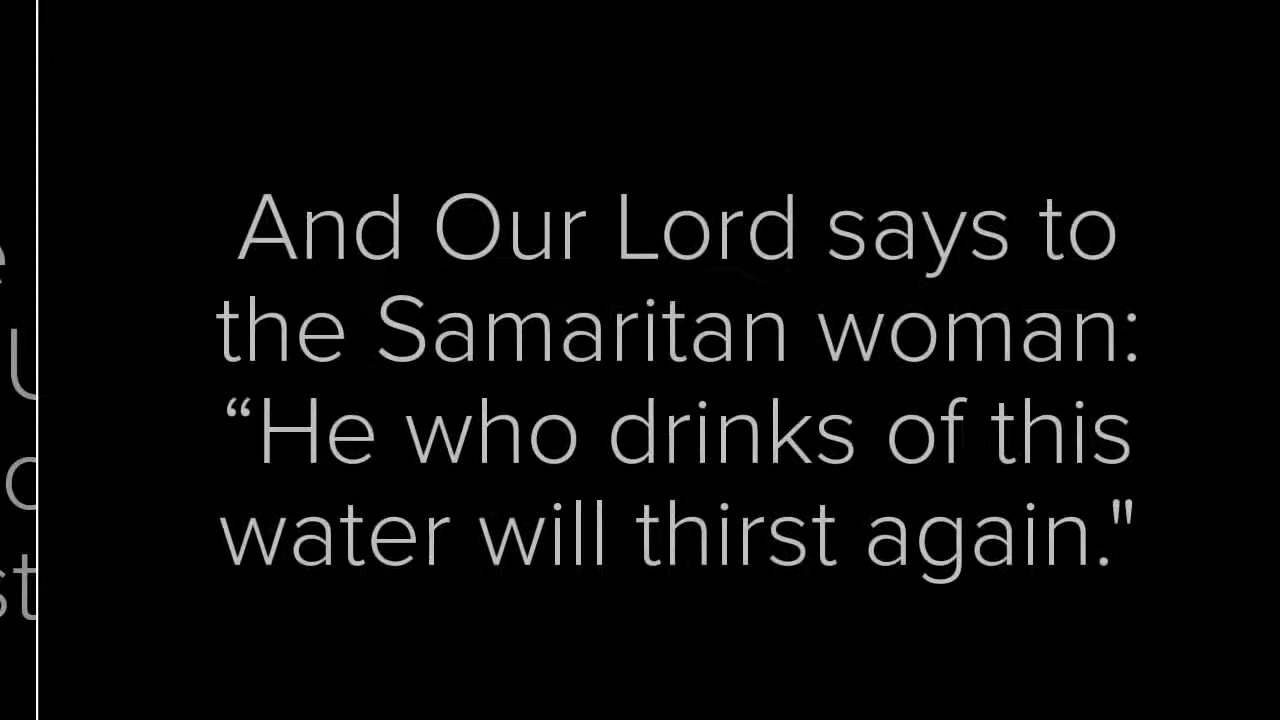 And Our Lord says to
the Samaritan woman:
“He who drinks of this
water will thirst again."